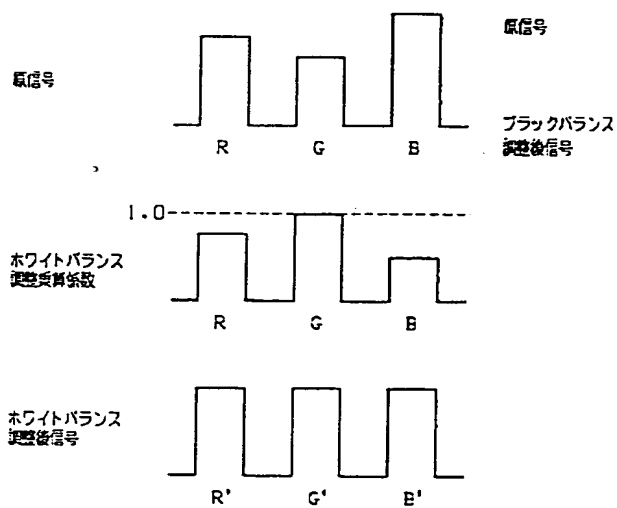 原信号
原信号
ブラックバランス
調整後信号
R G B
1.0
ホワイトバランス
調整乗算係数
R G B
ホワイトバランス
調整後信号
R' G' B'